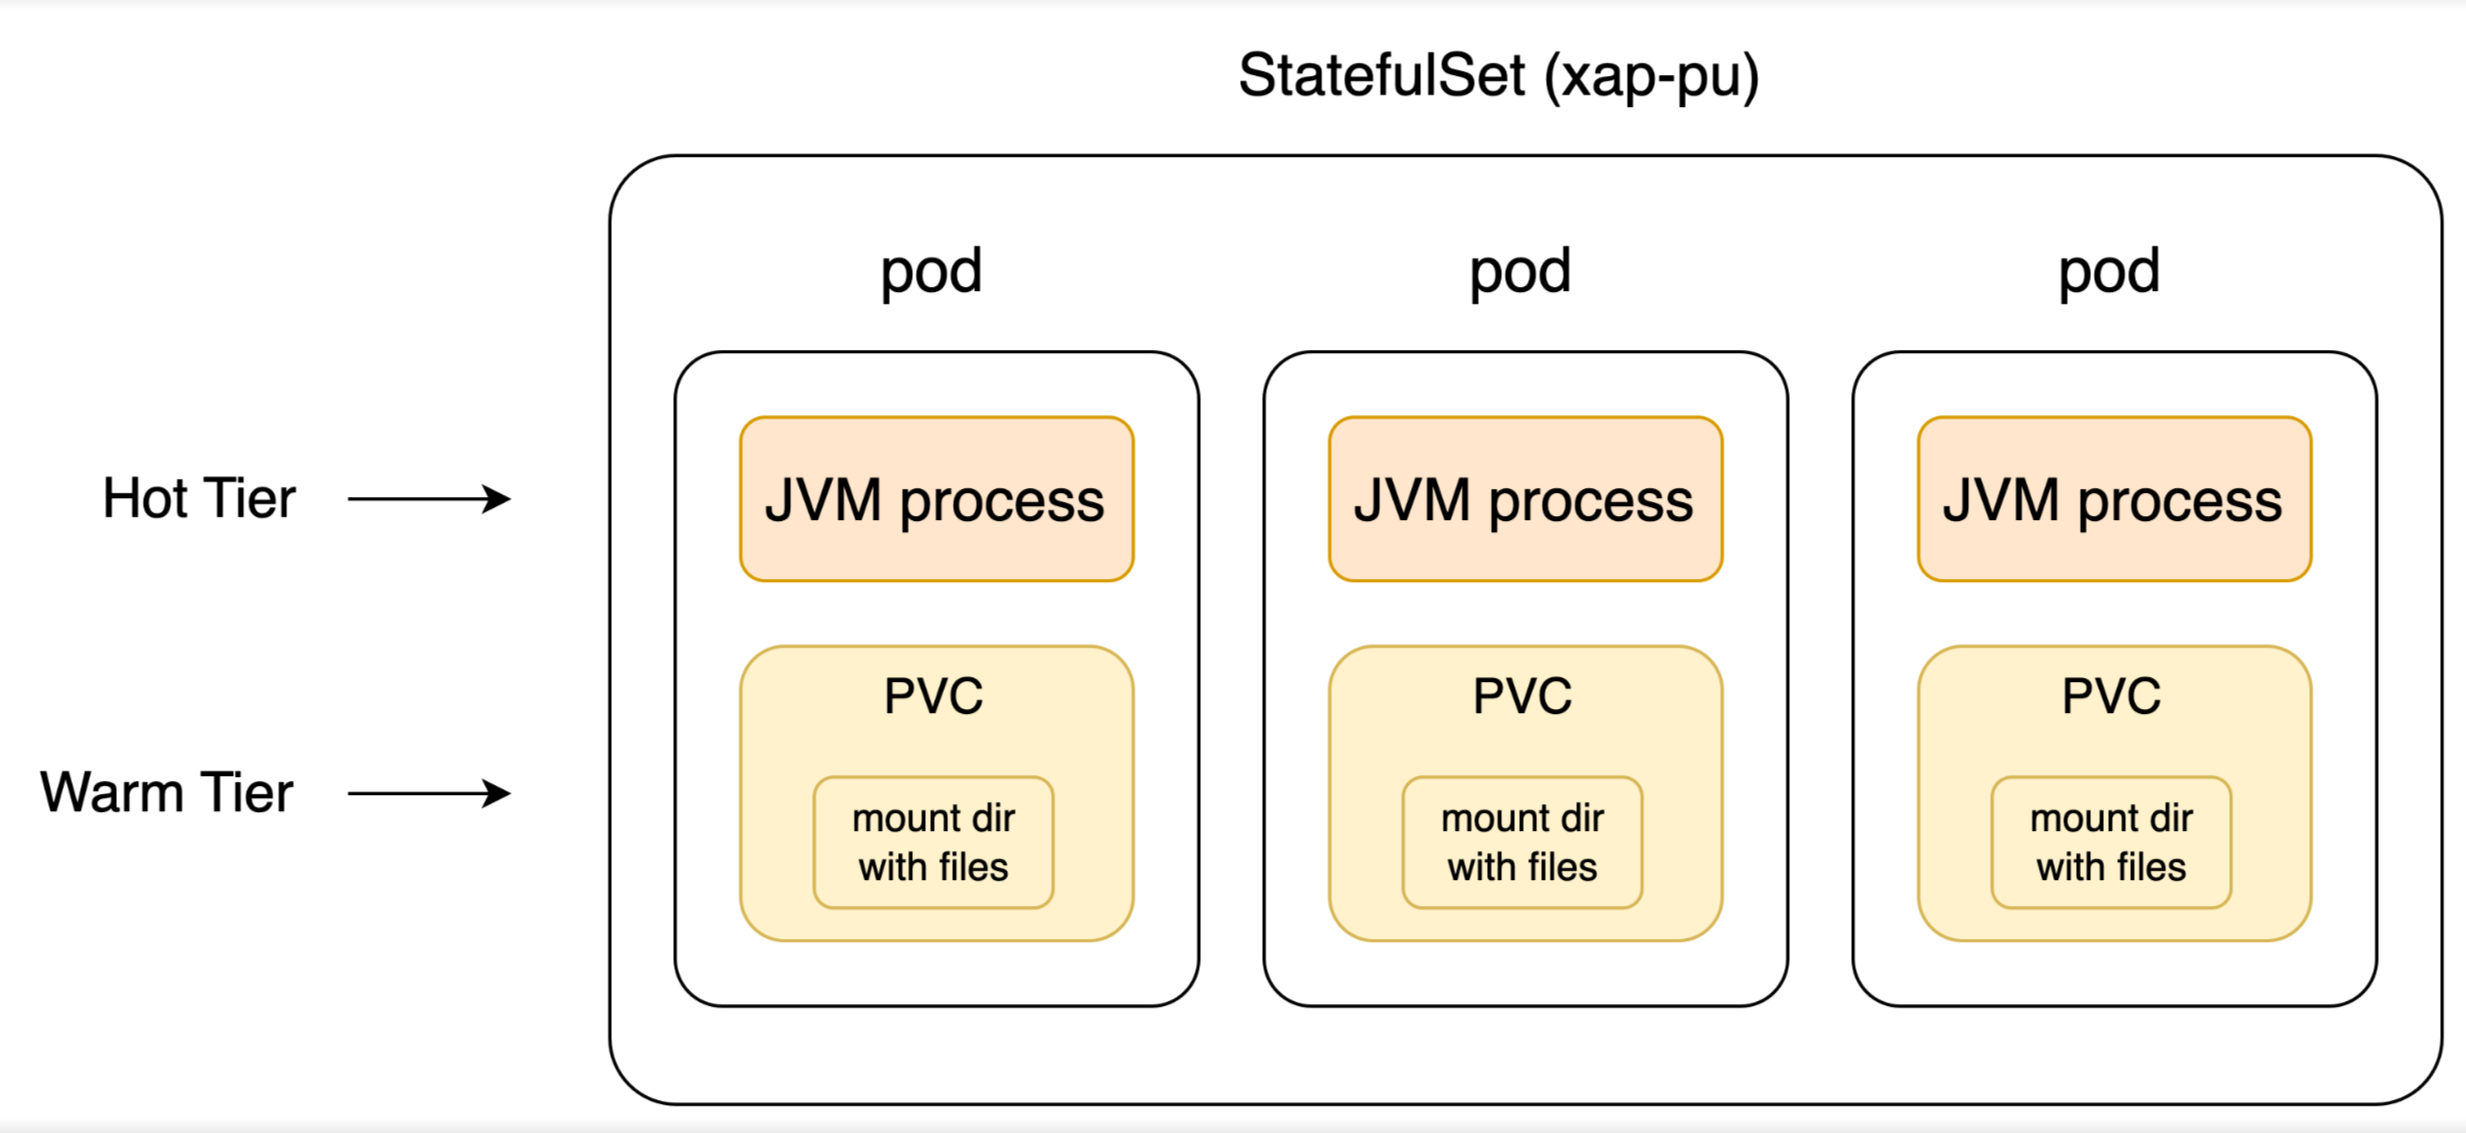 StatefulSet (xap-pu)
pod
pod
pod
Hot Tier
JVM process
JVM process
JVM process
Warm Tier
PVC
mount dir
with files
PVC
mount dir
with files
PVC
mount dir
with files